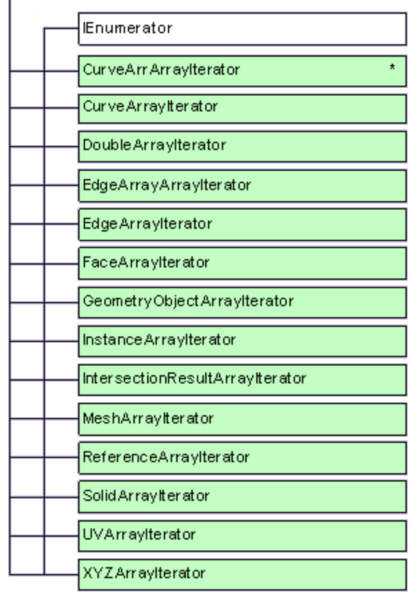 IEnumerator
CurveArrArrayIterator *
CurveArrayIterator
DoubleArrayIterator
EdgeArrayArrayIterator
EdgeArrayIterator
FaceArrayIterator
GeometryObjectArrayIterator
InstanceArrayIterator
IntersectionResultArrayIterator
MeshArrayIterator
ReferenceArrayIterator
SolidArrayIterator
UVArrayIterator
XYZArrayIterator